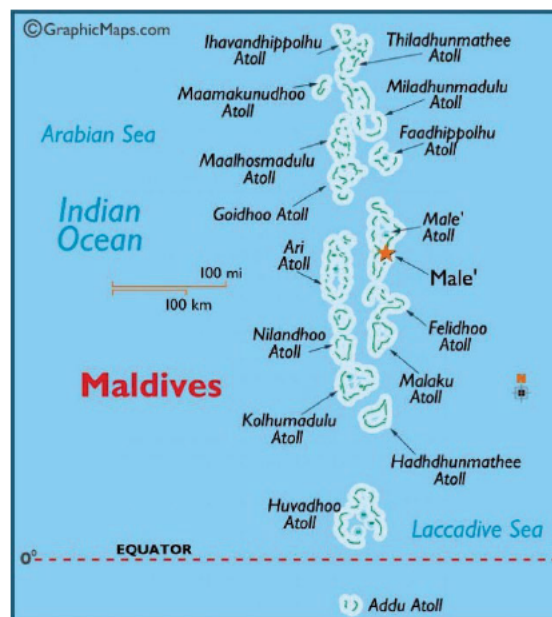 ©GraphicMaps.com
Ihavandhippolhu
Atoll
Thiladhunmathee
Atoll
Maamakunudhoo
Atoll
Miladhunmadulu
Atoll
Arabian Sea
Faadhippolhu
Atoll
Maalhosmadulu
Atoll
Goidhoo Atoll
Indian
Ocean
Male'
Atoll
Ari
Atoll
Male'
100 mi
100 km
Felidhoo
Atoll
Nilandhoo
Atoll
Maldives
Malaku
Atoll
N
Kolhumadulu
Atoll
Hadhdhunmathee
Atoll
Huvadhoo
Atoll
Laccadive Sea
EQUATOR
0°
Addu Atoll